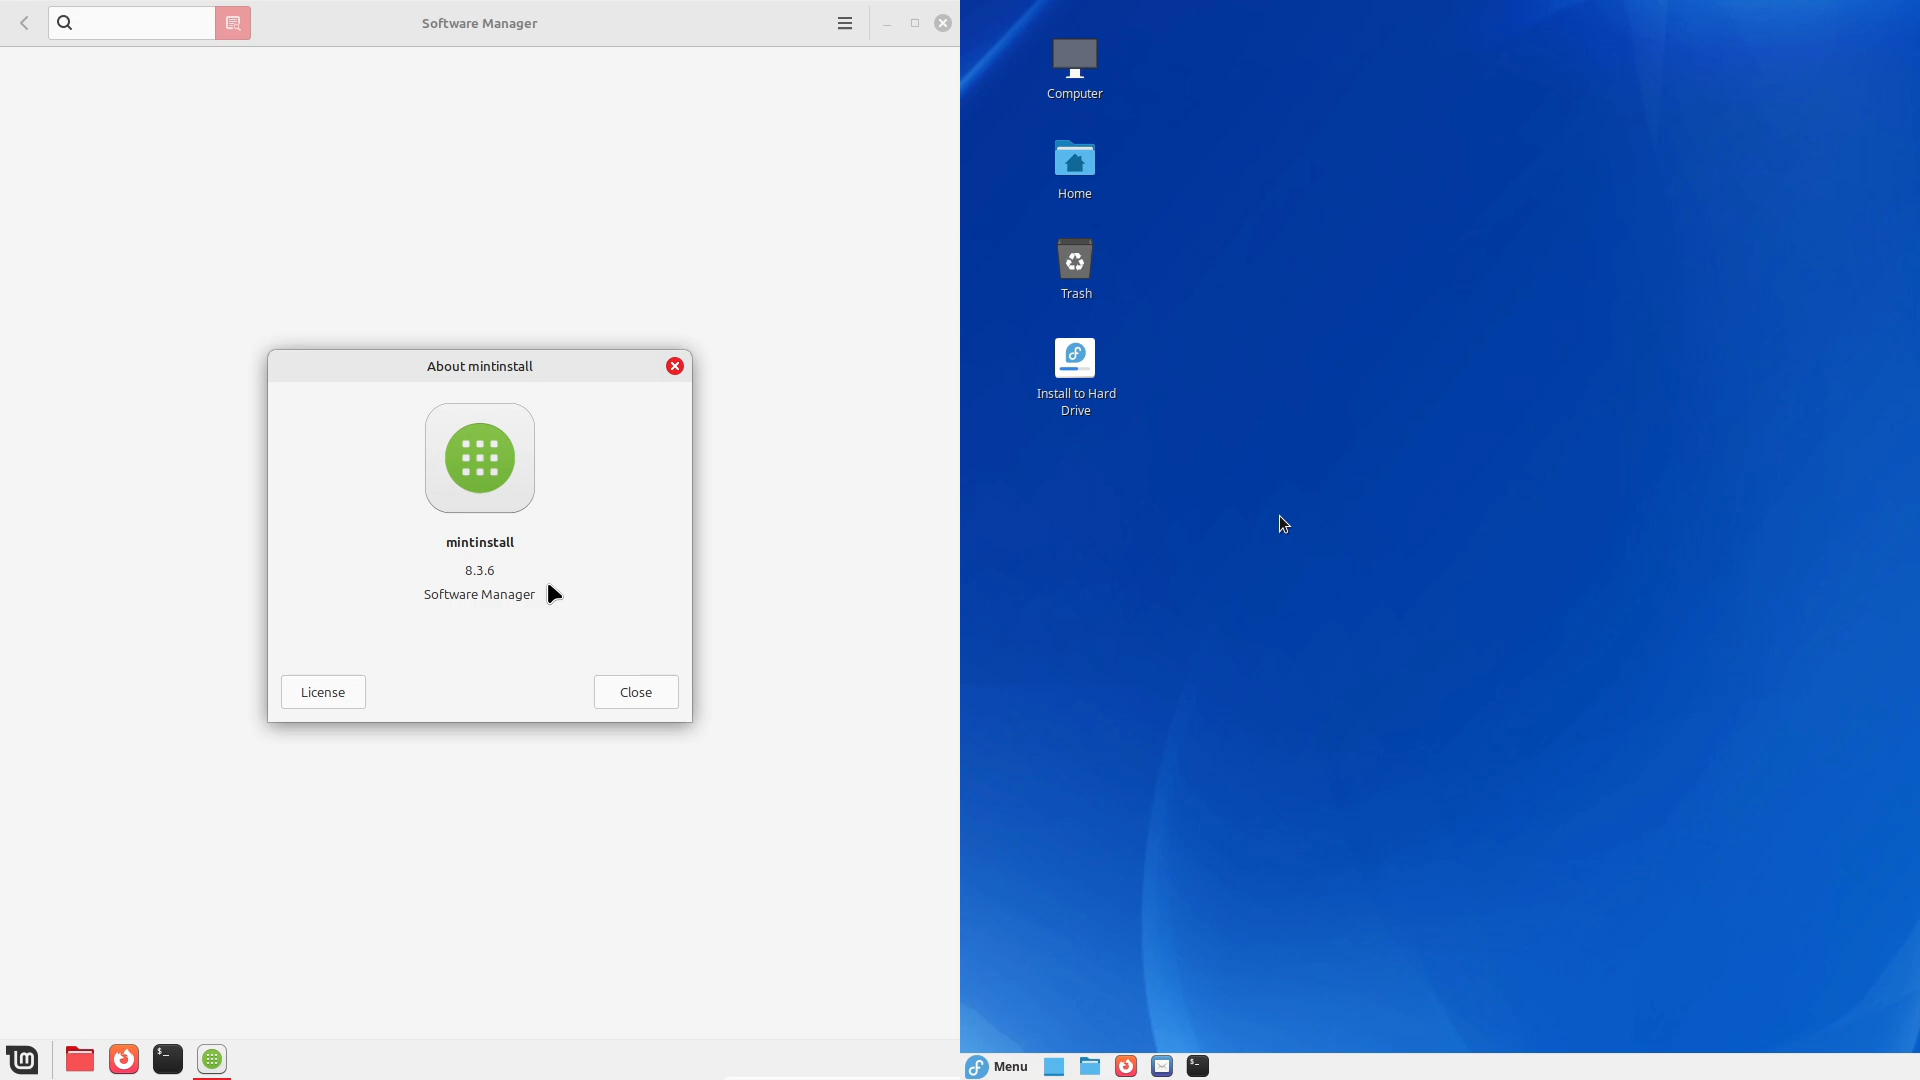 Software Manager
About mintinstall
mintinstall
8.3.6
Software Manager
License
Close
Computer
Home
Trash
Install to Hard
Drive
Menu